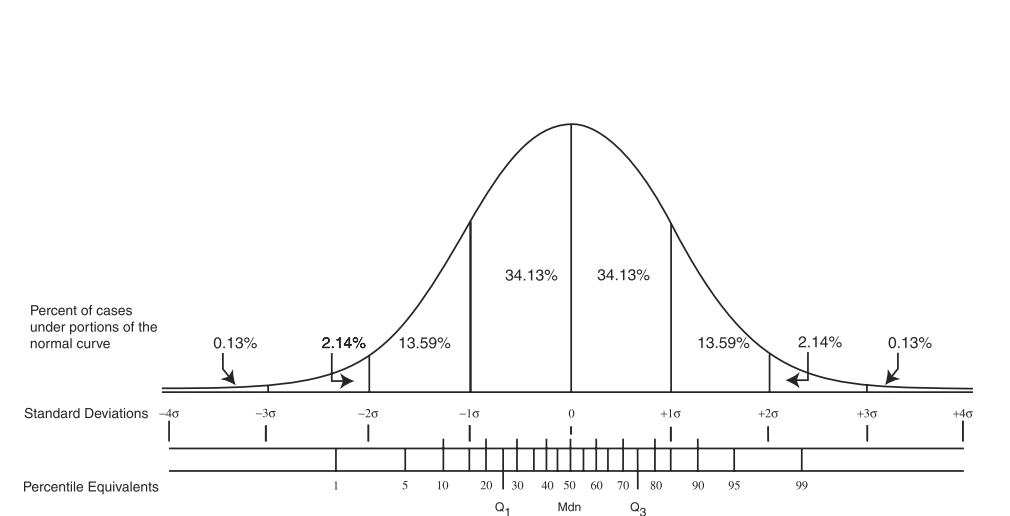 34.13% 34.13%
Percent of cases
under portions of the
normal curve
0.13% 2.14% 13.59% 13.59% 2.14% 0.13%
Standard Deviations −4σ −3σ −2σ −1σ 0 +1σ +2σ +3σ +4σ
Percentile Equivalents 1 5 10 20 30 40 50 60 70 80 90 95 99
Q1 Mdn Q3